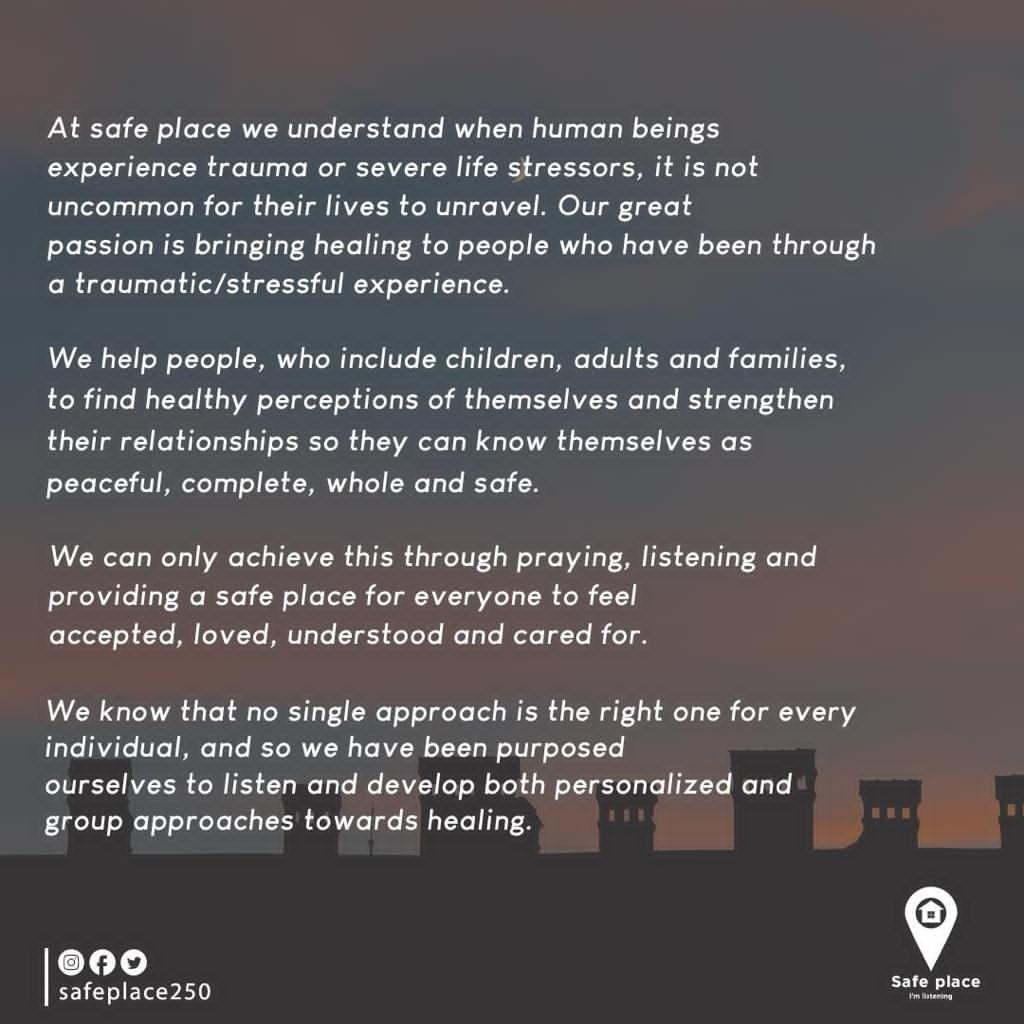 At safe place we understand when human beings
experience trauma or severe life stressors, it is not
uncommon for their lives to unravel. Our great
passion is bringing healing to people who have been through
a traumatic/stressful experience.
We help people, who include children, adults and families,
to find healthy perceptions of themselves and strengthen
their relationships so they can know themselves as
peaceful, complete, whole and safe.
We can only achieve this through praying, listening and
providing a safe place for everyone to feel
accepted, loved, understood and cared for.
We know that no single approach is the right one for every
individual, and so we have been purposed
ourselves to listen and develop both personalized and
group approaches towards healing.
safeplace250
Safe place
I'm listening